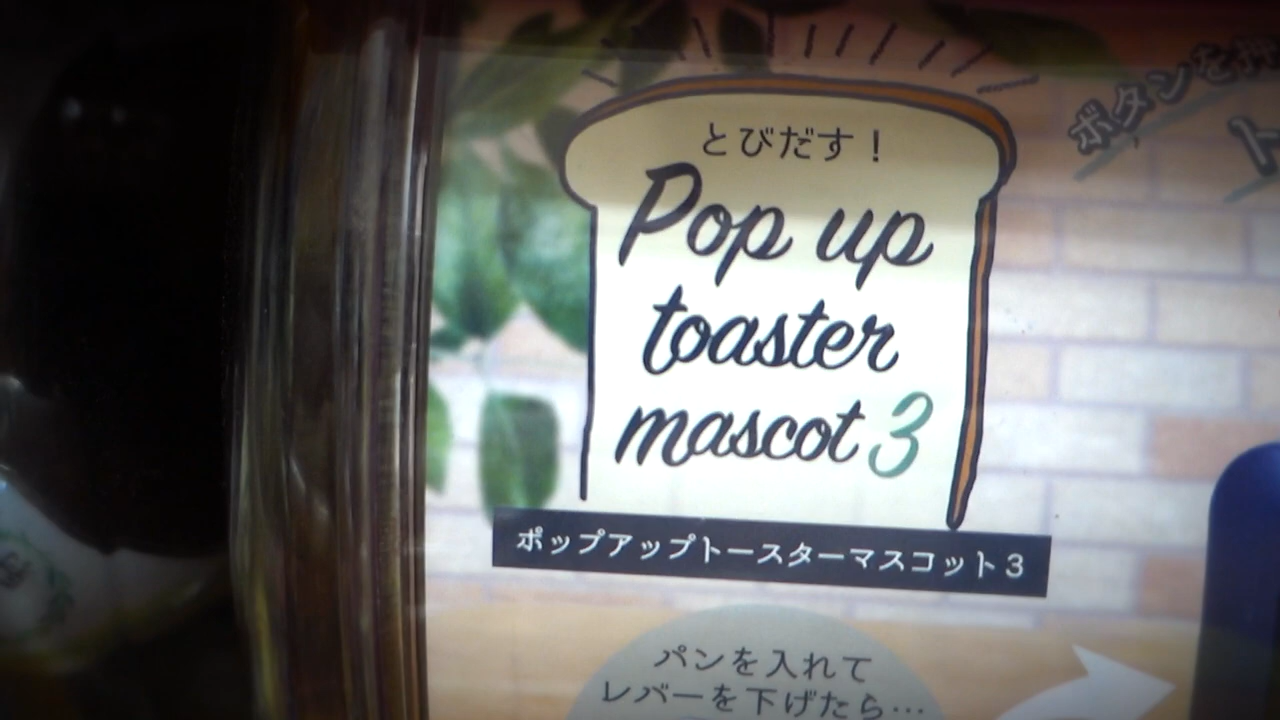 とびだす！
Pop up
toaster
mascot 3
ポップアップトースターマスコット3
パンを入れて
レバーを下げたら…
ボタンを押
ト